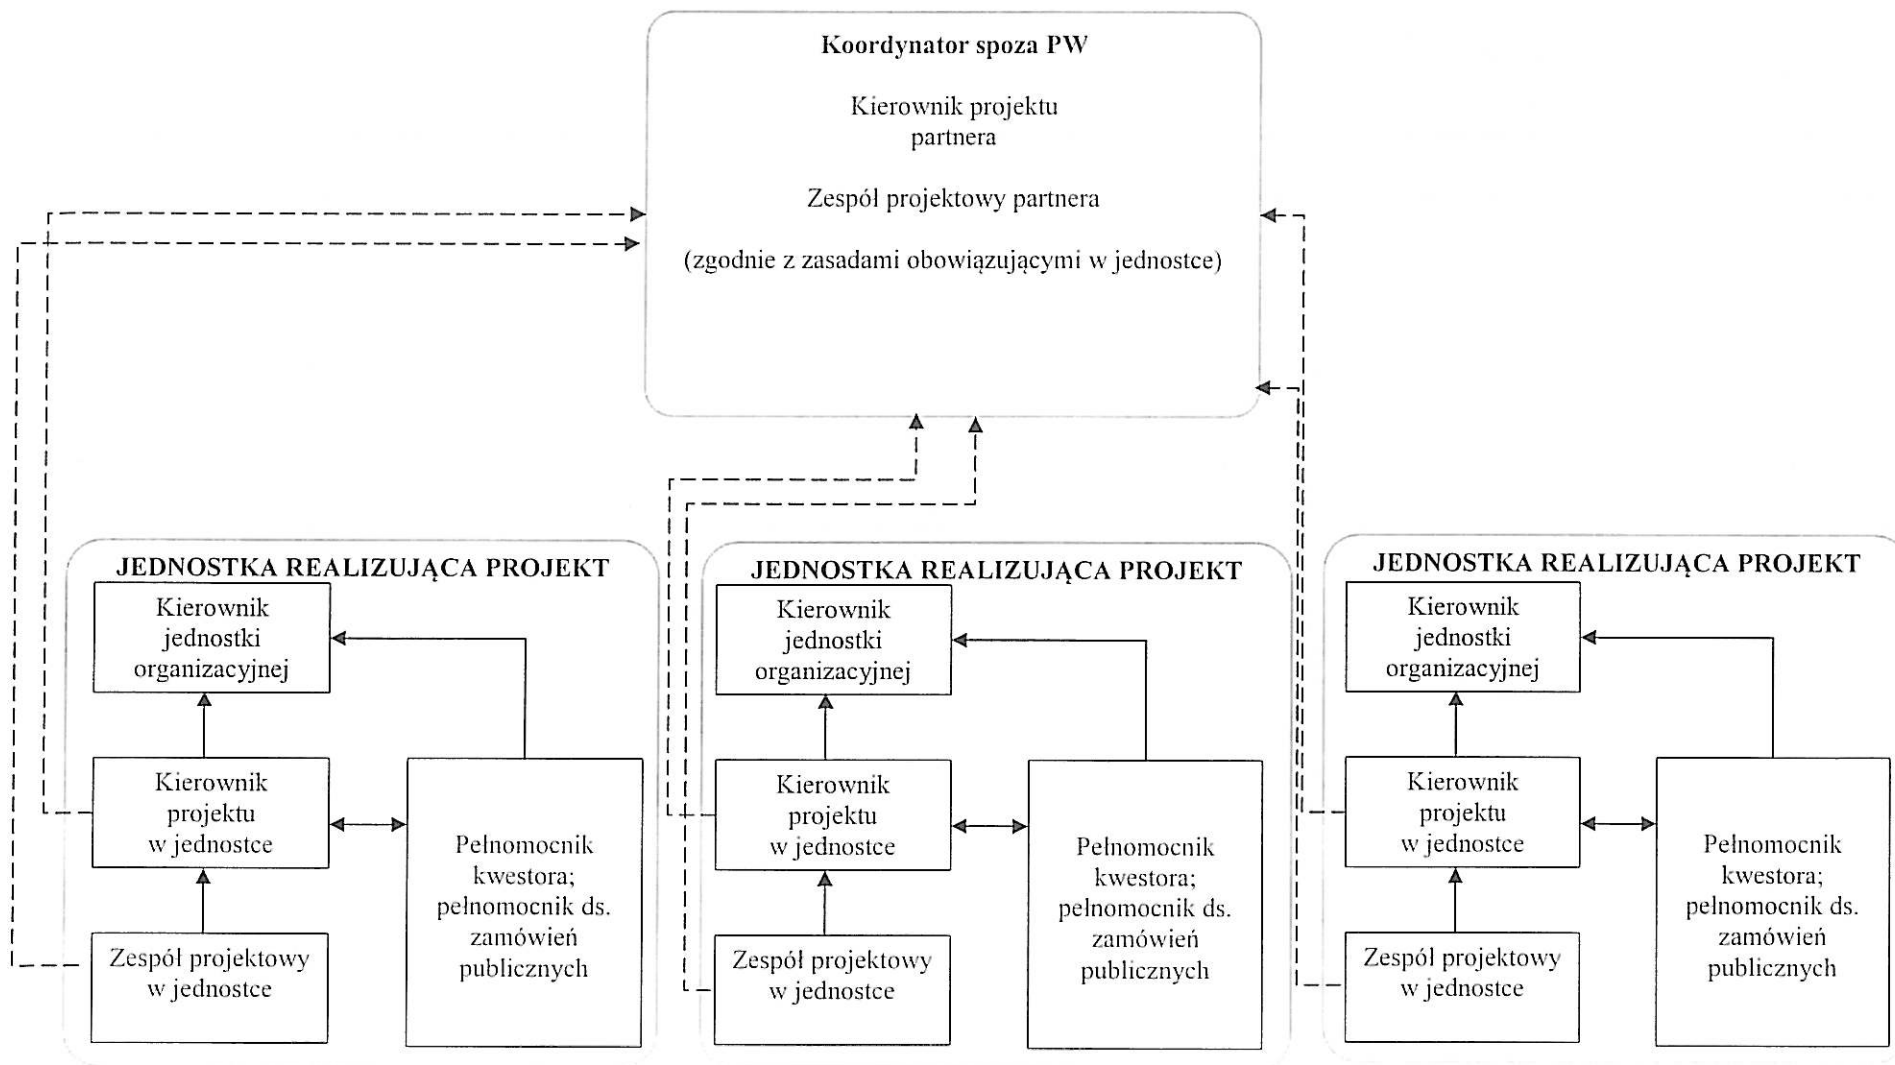 Koordynator spoza PW
Kierownik projektu
partnera
Zespół projektowy partnera
(zgodnie z zasadami obowiązującymi w jednostce)
JEDNOSTKA REALIZUJĄCA PROJEKT
Kierownik
jednostki
organizacyjnej
Kierownik
projektu
w jednostce
Pełnomocnik
kwestora;
pełnomocnik ds.
zamówień
publicznych
Zespół projektowy
w jednostce
JEDNOSTKA REALIZUJĄCA PROJEKT
Kierownik
jednostki
organizacyjnej
Kierownik
projektu
w jednostce
Pełnomocnik
kwestora;
pełnomocnik ds.
zamówień
publicznych
Zespół projektowy
w jednostce
JEDNOSTKA REALIZUJĄCA PROJEKT
Kierownik
jednostki
organizacyjnej
Kierownik
projektu
w jednostce
Pełnomocnik
kwestora;
pełnomocnik ds.
zamówień
publicznych
Zespół projektowy
w jednostce